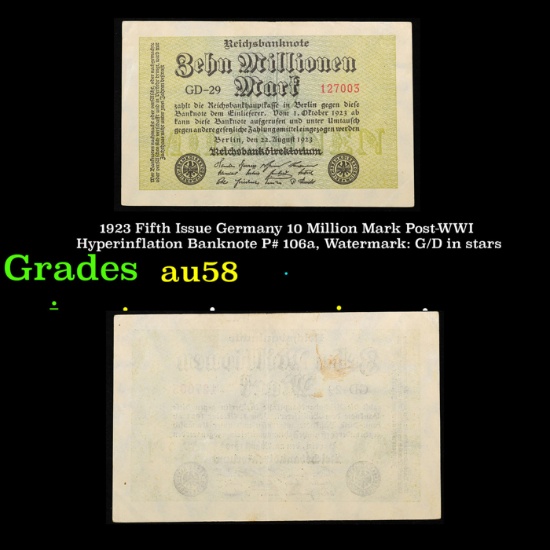 Reichsbanknote
Zehn Millionen
Mark
GD-29
127003
zahlt die Reichsbankhauptkasse in Berlin gegen diese
Banknote dem Einlieferer. Vom 1. Oktober 1923 ab
kann diese Banknote aufgerufen und unter Umtausch
gegen andere gesetzliche Zahlungsmittel eingezogen werden
Berlin, den 22. August 1923
Reichsbankdirektorium
1923 Fifth Issue Germany 10 Million Mark Post-WWI
Hyperinflation Banknote P# 106a, Watermark: G/D in stars
Grades au58